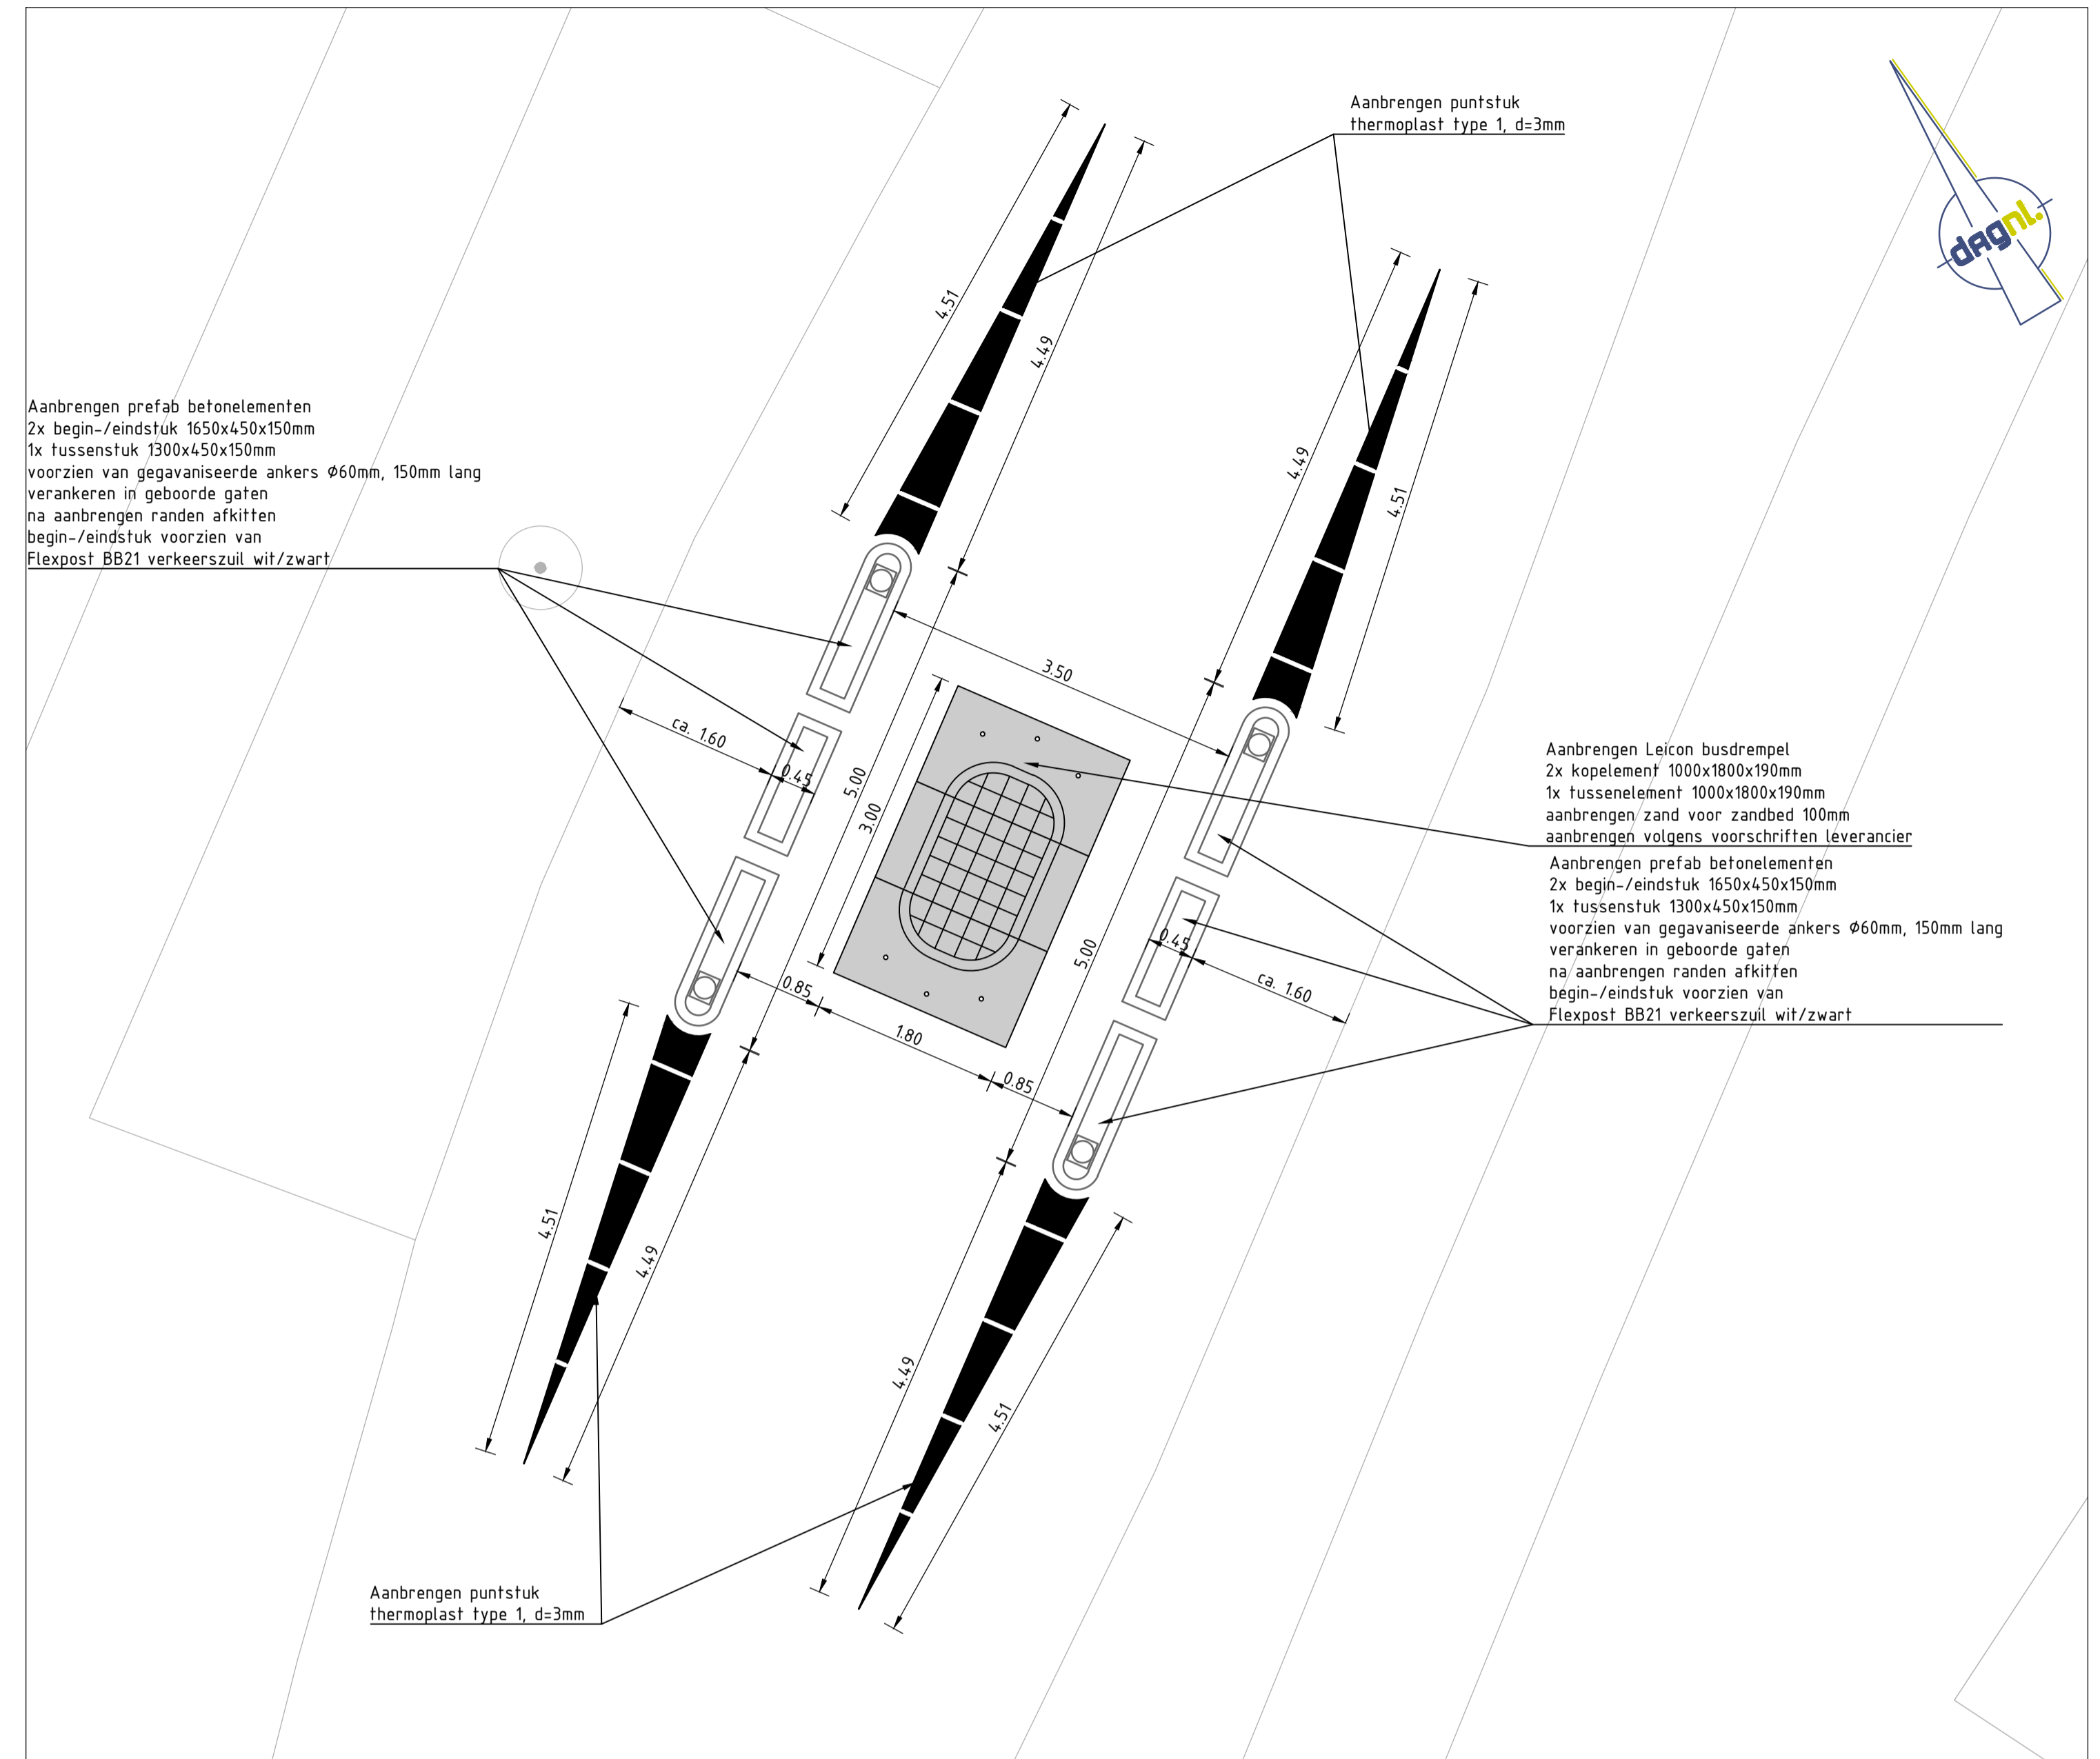 Aanbrengen puntstuk
thermoplast type 1, d=3mm
dagnl.
4.51
4.49
4.49
4.51
Aanbrengen prefab betonelementen
2x begin-/eindstuk 1650x450x150mm
1x tussenstuk 1300x450x150mm
voorzien van gegavaniseerde ankers Ø60mm, 150mm lang
verankeren in geboorde gaten
na aanbrengen randen afkitten
begin-/eindstuk voorzien van
Flexpost BB21 verkeerszuil wit/zwart
3.50
ca. 1.60
0.45
5.00
3.00
Aanbrengen Leicon busdrempel
2x kopelement 1000x1800x190mm
1x tussenelement 1000x1800x190mm
aanbrengen zand voor zandbed 100mm
aanbrengen volgens voorschriften leverancier
Aanbrengen prefab betonelementen
2x begin-/eindstuk 1650x450x150mm
1x tussenstuk 1300x450x150mm
voorzien van gegavaniseerde ankers Ø60mm, 150mm lang
verankeren in geboorde gaten
na aanbrengen randen afkitten
begin-/eindstuk voorzien van
Flexpost BB21 verkeerszuil wit/zwart
5.00
0.45
ca. 1.60
0.85
1.80
0.85
4.51
4.49
4.49
4.51
Aanbrengen puntstuk
thermoplast type 1, d=3mm